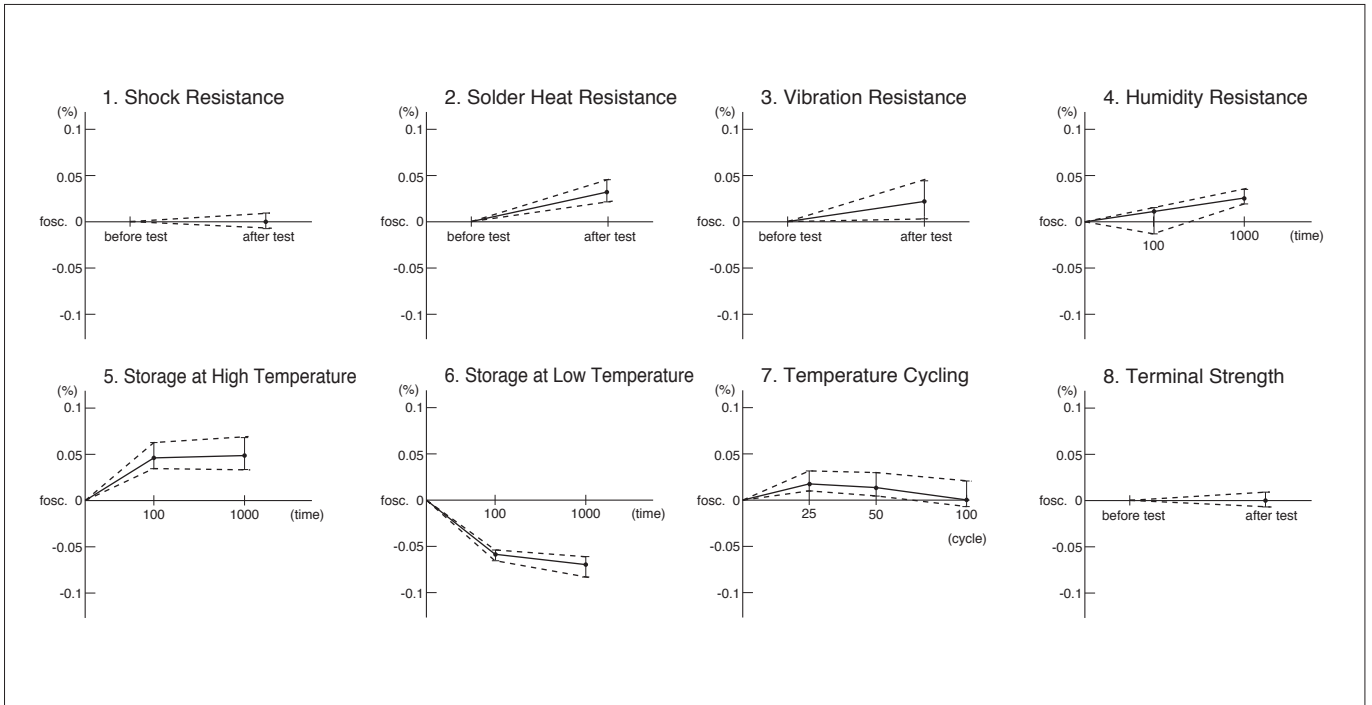 1. Shock Resistance
(%)
0.1
0.05
fosc. 0
before test after test
-0.05
-0.1
2. Solder Heat Resistance
(%)
0.1
0.05
fosc. 0
before test after test
-0.05
-0.1
3. Vibration Resistance
(%)
0.1
0.05
fosc. 0
before test after test
-0.05
-0.1
4. Humidity Resistance
(%)
0.1
0.05
fosc. 0
100 1000 (time)
-0.05
-0.1
5. Storage at High Temperature
(%)
0.1
0.05
fosc. 0
100 1000 (time)
-0.05
-0.1
6. Storage at Low Temperature
(%)
0.1
0.05
fosc. 0
100 1000 (time)
-0.05
-0.1
7. Temperature Cycling
(%)
0.1
0.05
fosc. 0
25 50 100
(cycle)
-0.05
-0.1
8. Terminal Strength
(%)
0.1
0.05
fosc. 0
before test after test
-0.05
-0.1